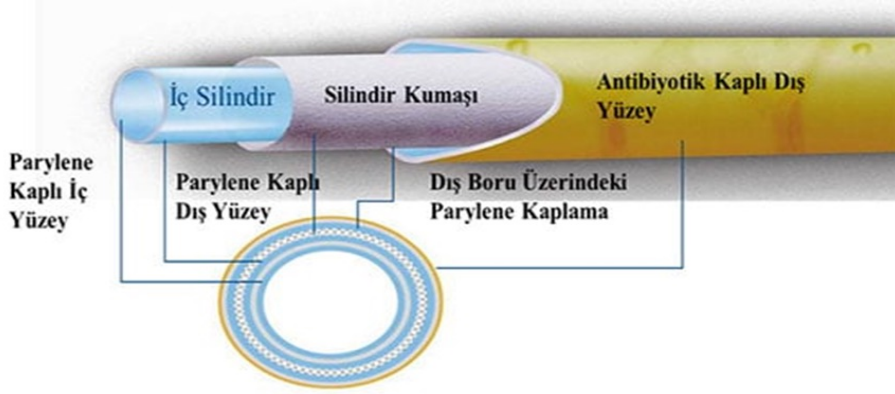 İç Silindir
Silindir Kumaşı
Antibiyotik Kaplı Dış
Yüzey
Parylene
Kaplı İç
Yüzey
Parylene Kaplı
Dış Yüzey
Dış Boru Üzerindeki
Parylene Kaplama